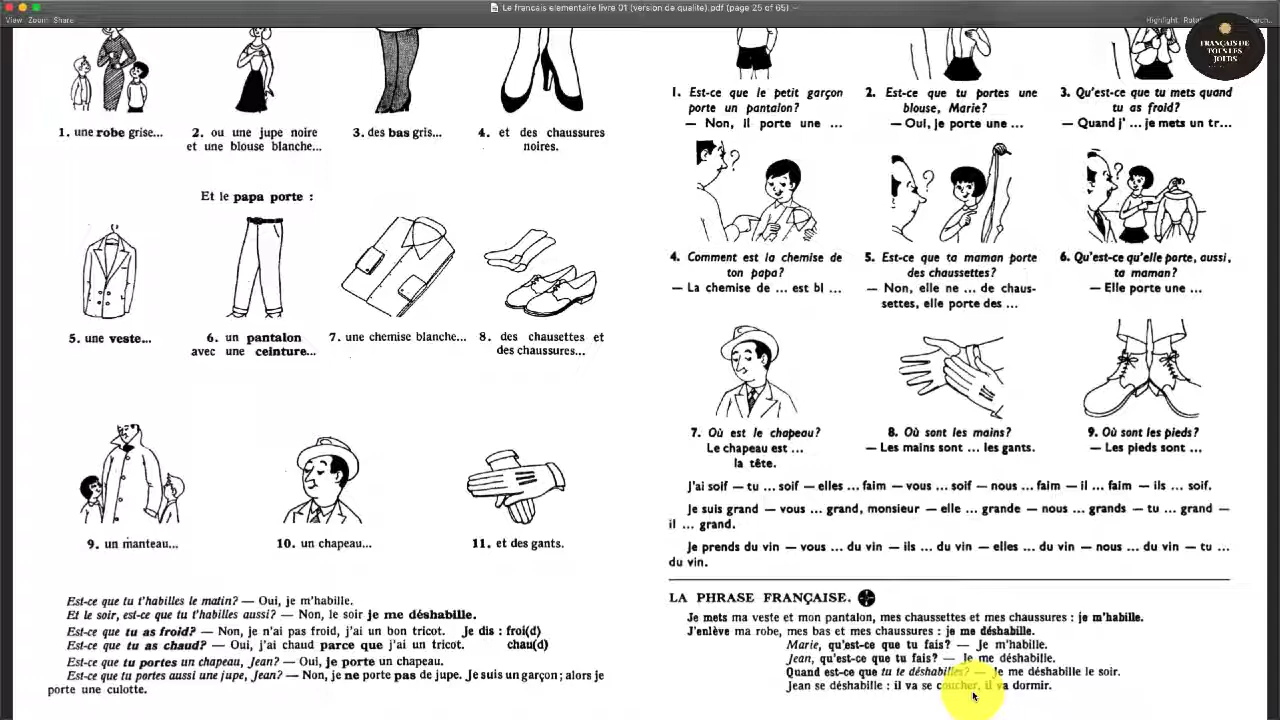 Le francais elementaire livre 01 (version de qualite).pdf (page 25 of 65)
View Zoom Share
Highlight
FRANÇAIS DE
TOUS LES
JOURS
1. une robe grise...
2. ou une jupe noire
et une blouse blanche...
3. des bas gris...
4. et des chaussures
noires.
Et le papa porte :
5. une veste...
6. un pantalon
avec une ceinture...
7. une chemise blanche...
8. des chausettes et
des chaussures...
9. un manteau...
10. un chapeau...
11. et des gants.
Est-ce que tu t'habilles le matin? — Oui, je m'habille.
Et le soir, est-ce que tu t'habilles aussi? — Non, le soir je me déshabille.
Est-ce que tu as froid? — Non, je n'ai pas froid, j'ai un bon tricot. Je dis : froi(d)
Est-ce que tu as chaud? — Oui, j'ai chaud parce que j'ai un tricot. chau(d)
Est-ce que tu portes un chapeau, Jean? — Oui, je porte un chapeau.
Est-ce que tu portes aussi une jupe, Jean? — Non, je ne porte pas de jupe. Je suis un garçon; alors je
porte une culotte.
1. Est-ce que le petit garçon
porte un pantalon?
— Non, il porte une ...
2. Est-ce que tu portes une
blouse, Marie?
— Oui, je porte une ...
3. Qu'est-ce que tu mets quand
tu as froid?
— Quand j' ... je mets un tr...
4. Comment est la chemise de
ton papa?
— La chemise de ... est bl ...
5. Est-ce que ta maman porte
des chaussettes?
— Non, elle ne ... de chaus-
settes, elle porte des ...
6. Qu'est-ce qu'elle porte, aussi,
ta maman?
— Elle porte une ...
7. Où est le chapeau?
Le chapeau est ...
la tête.
8. Où sont les mains?
— Les mains sont ... les gants.
9. Où sont les pieds?
— Les pieds sont ...
J'ai soif — tu ... soif — elles ... faim — vous ... soif — nous ... faim — il ... faim — ils ... soif.
Je suis grand — vous ... grand, monsieur — elle ... grande — nous ... grands — tu ... grand —
il ... grand.
Je prends du vin — vous ... du vin — ils ... du vin — elles ... du vin — nous ... du vin — tu ...
du vin.
LA PHRASE FRANÇAISE.
Je mets ma veste et mon pantalon, mes chaussettes et mes chaussures : je m'habille.
J'enlève ma robe, mes bas et mes chaussures : je me déshabille.
Marie, qu'est-ce que tu fais? — Je m'habille.
Jean, qu'est-ce que tu fais? — Je me déshabille.
Quand est-ce que tu te déshabilles? — Je me déshabille le soir.
Jean se déshabille : il va se coucher, il va dormir.